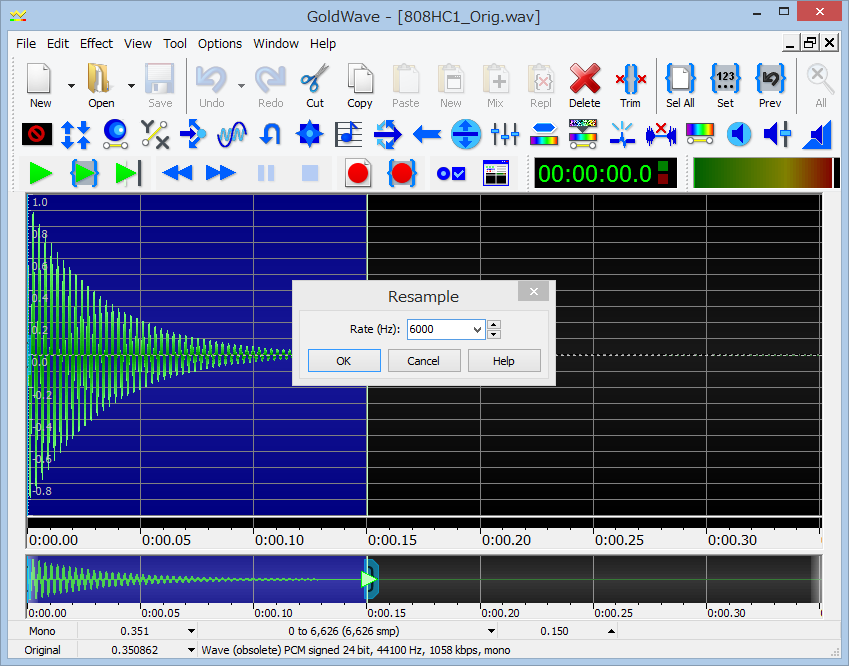 GoldWave - [808HC1_Orig.wav]
File Edit Effect View Tool Options Window Help
New Open Save Undo Redo Cut Copy Paste New Mix Repl Delete Trim Sel All Set Prev All
123
00:00:00.0
1.0
0.8
0.6
0.4
0.2
0.0
-0.2
-0.4
-0.6
-0.8
Resample
Rate (Hz): 6000
OK Cancel Help
0:00.00 0:00.05 0:00.10 0:00.15 0:00.20 0:00.25 0:00.30
0:00.00 0:00.05 0:00.10 0:00.15 0:00.20 0:00.25 0:00.30
Mono 0.351 0 to 6,626 (6,626 smp) 0.150
Original 0.350862 Wave (obsolete) PCM signed 24 bit, 44100 Hz, 1058 kbps, mono